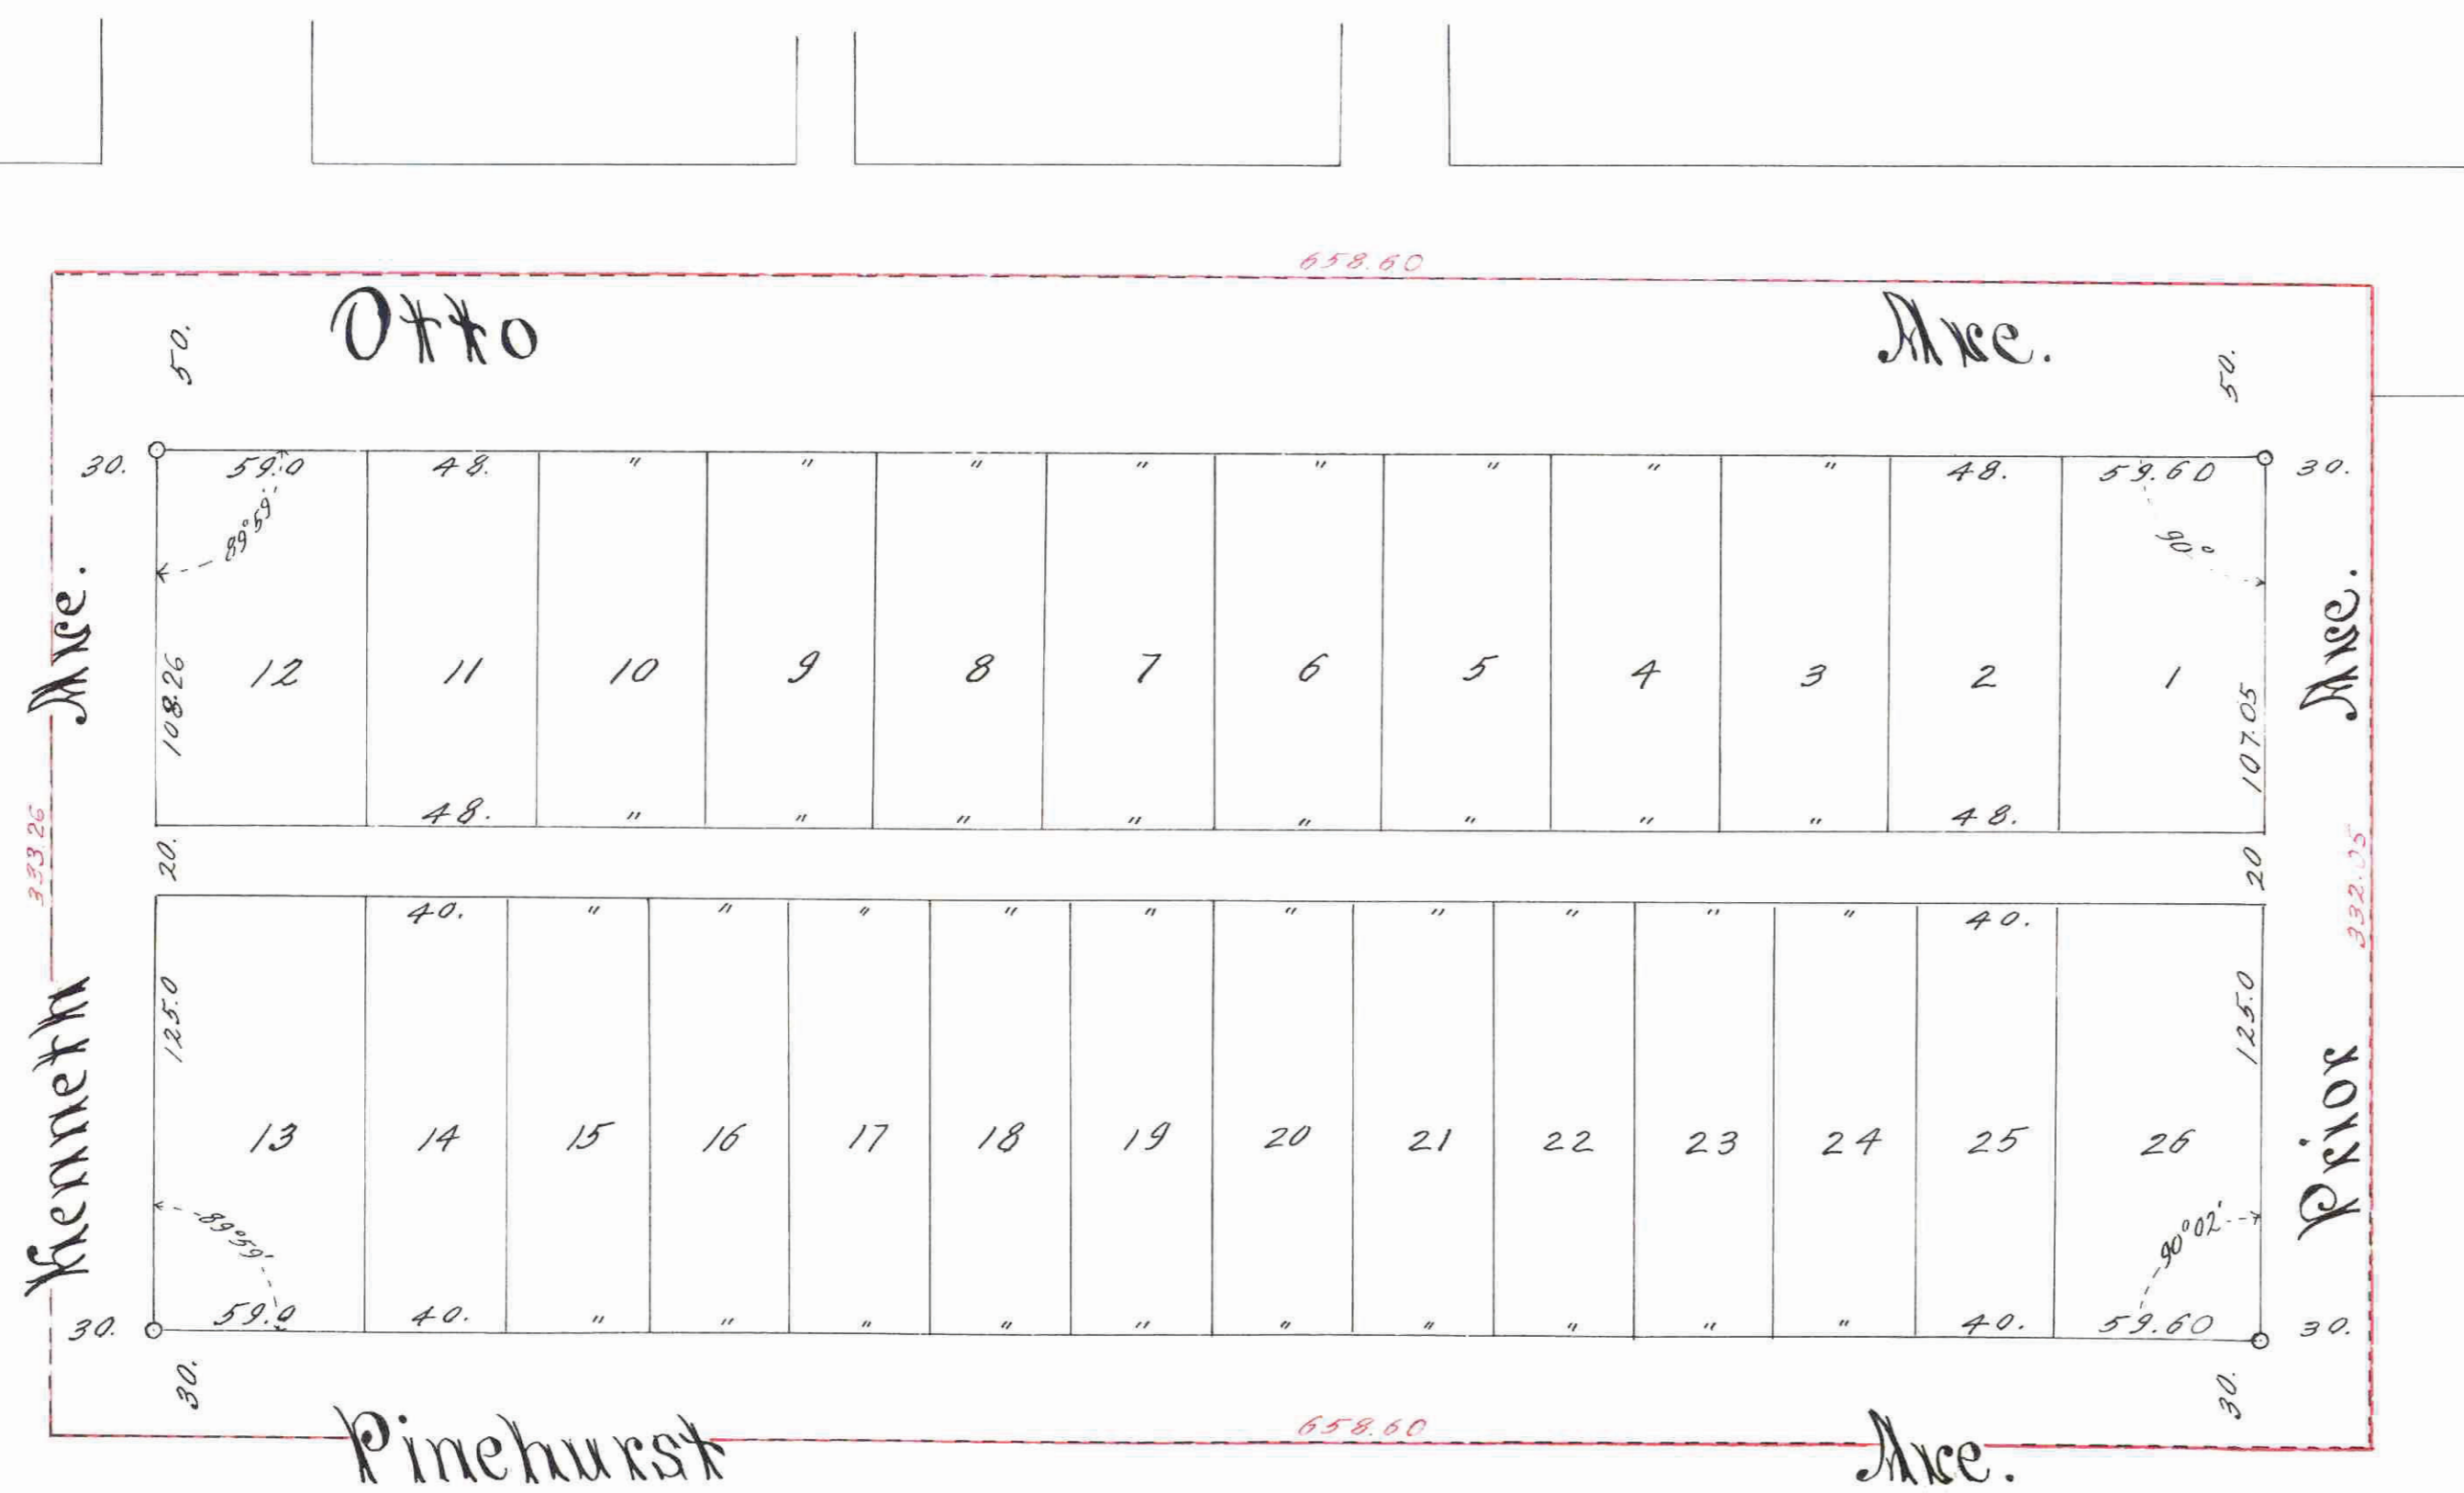 658.60
Otto Ave.
50. 50.
30. 59.0 48. " " " " " " " " 48. 59.60 30.
89°59' 90°
Ave. Ave.
108.26 107.05
12 11 10 9 8 7 6 5 4 3 2 1
48. " " " " " " " " 48.
333.26 20. 20 332.05
40. " " " " " " " " " " 40.
125.0 125.0
Kenneth Prior
13 14 15 16 17 18 19 20 21 22 23 24 25 26
89°59' 90°02'
30. 59.0 40. " " " " " " " " " " 40. 59.60 30.
30. 30.
658.60
Pinehurst Ave.